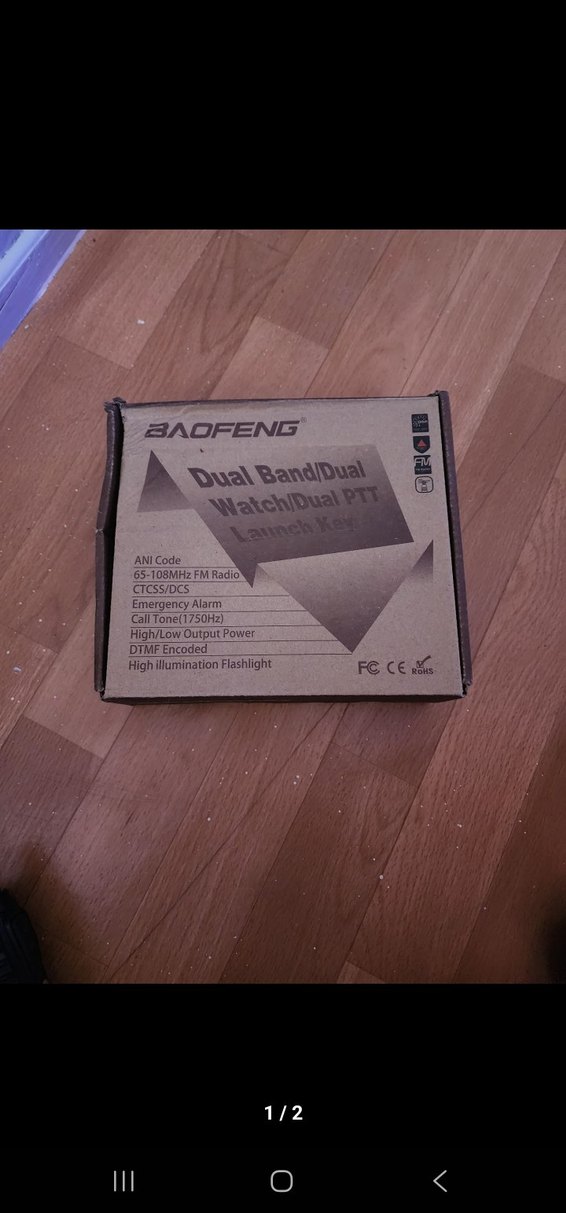 BAOFENG®
Dual Band/Dual
Watch/Dual PTT
Launch Key
FM
ANI Code
65-108MHz FM Radio
CTCSS/DCS
Emergency Alarm
Call Tone(1750Hz)
High/Low Output Power
DTMF Encoded
High illumination Flashlight
FC CE RoHS
1 / 2